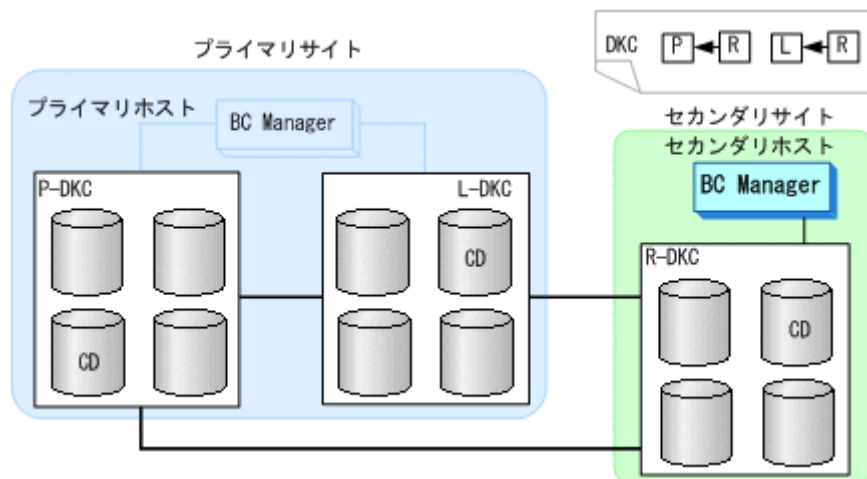 プライマリサイト
DKC P R L R
プライマリホスト
BC Manager
セカンダリサイト
セカンダリホスト
BC Manager
P-DKC
L-DKC
R-DKC
CD
CD
CD